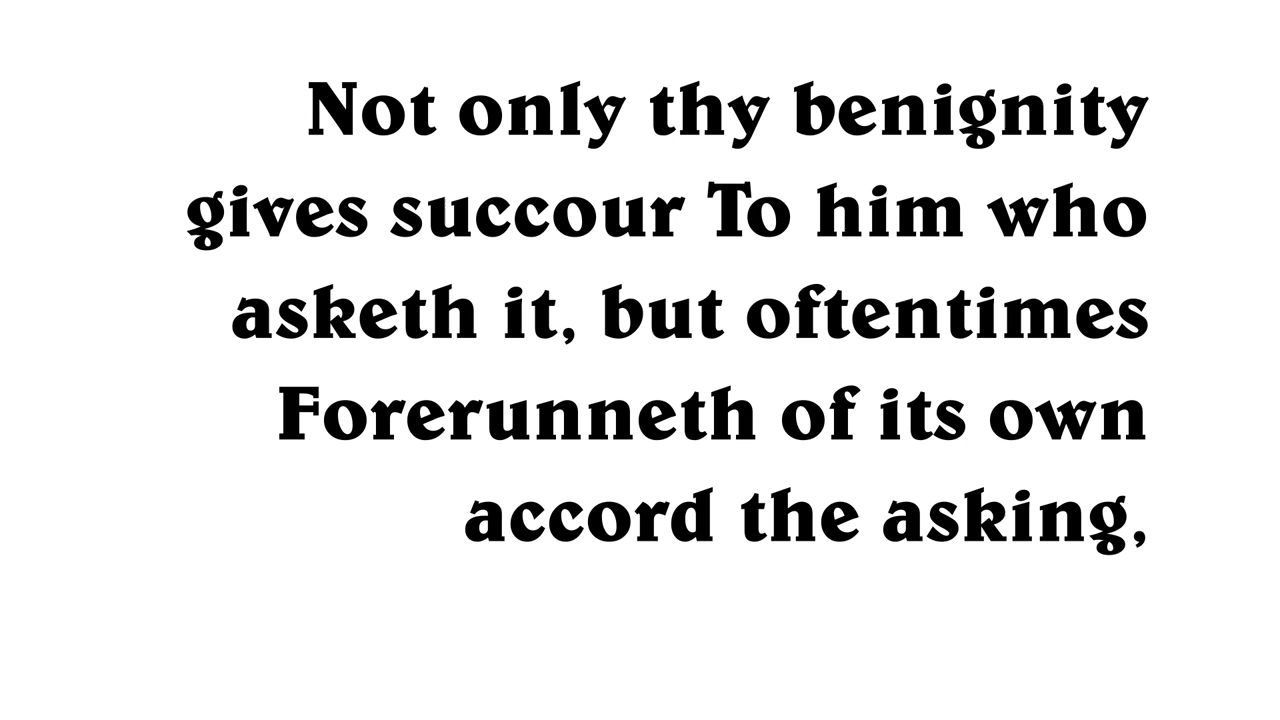 Not only thy benignity
gives succour To him who
asketh it, but oftentimes
Forerunneth of its own
accord the asking,